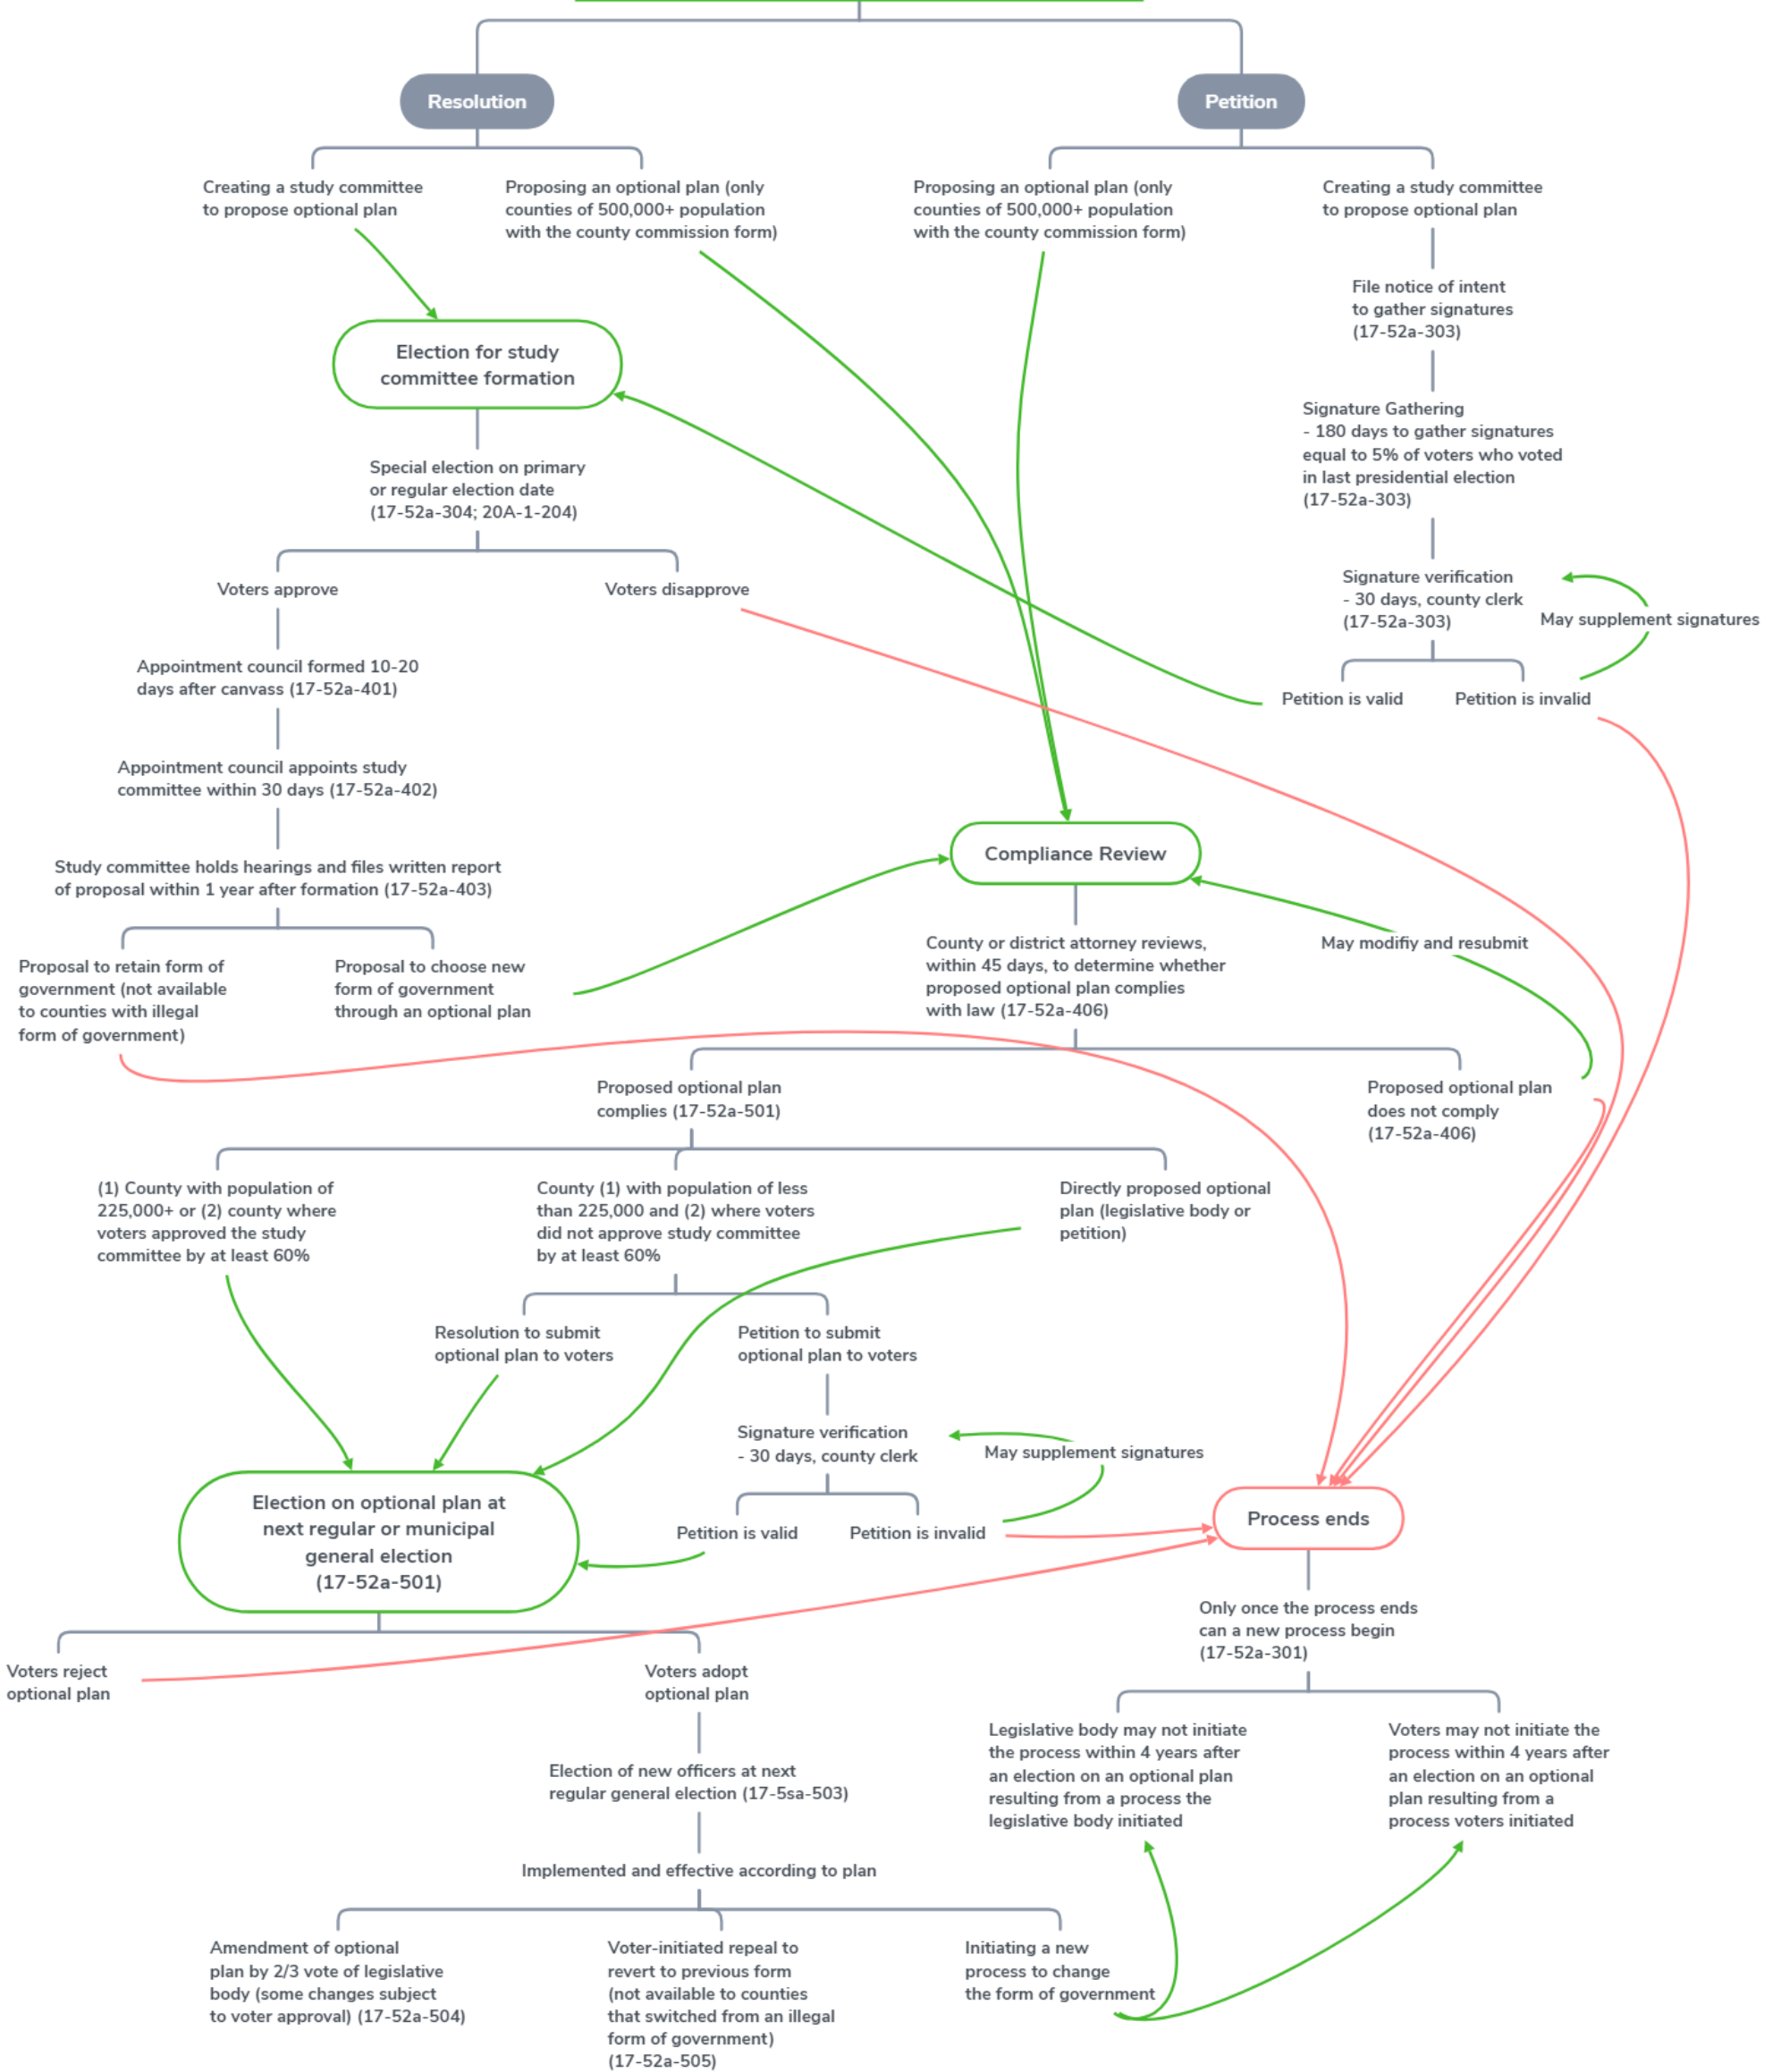 Resolution
Petition
Creating a study committee
to propose optional plan
Proposing an optional plan (only
counties of 500,000+ population
with the county commission form)
Proposing an optional plan (only
counties of 500,000+ population
with the county commission form)
Creating a study committee
to propose optional plan
File notice of intent
to gather signatures
(17-52a-303)
Election for study
committee formation
Signature Gathering
- 180 days to gather signatures
equal to 5% of voters who voted
in last presidential election
(17-52a-303)
Special election on primary
or regular election date
(17-52a-304; 20A-1-204)
Voters approve
Voters disapprove
Signature verification
- 30 days, county clerk
(17-52a-303)
May supplement signatures
Petition is valid
Petition is invalid
Appointment council formed 10-20
days after canvass (17-52a-401)
Appointment council appoints study
committee within 30 days (17-52a-402)
Study committee holds hearings and files written report
of proposal within 1 year after formation (17-52a-403)
Compliance Review
Proposal to retain form of
government (not available
to counties with illegal
form of government)
Proposal to choose new
form of government
through an optional plan
County or district attorney reviews,
within 45 days, to determine whether
proposed optional plan complies
with law (17-52a-406)
May modifiy and resubmit
Proposed optional plan
complies (17-52a-501)
Proposed optional plan
does not comply
(17-52a-406)
(1) County with population of
225,000+ or (2) county where
voters approved the study
committee by at least 60%
County (1) with population of less
than 225,000 and (2) where voters
did not approve study committee
by at least 60%
Directly proposed optional
plan (legislative body or
petition)
Resolution to submit
optional plan to voters
Petition to submit
optional plan to voters
Signature verification
- 30 days, county clerk
May supplement signatures
Petition is valid
Petition is invalid
Election on optional plan at
next regular or municipal
general election
(17-52a-501)
Process ends
Only once the process ends
can a new process begin
(17-52a-301)
Voters reject
optional plan
Voters adopt
optional plan
Legislative body may not initiate
the process within 4 years after
an election on an optional plan
resulting from a process the
legislative body initiated
Voters may not initiate the
process within 4 years after
an election on an optional
plan resulting from a
process voters initiated
Election of new officers at next
regular general election (17-5sa-503)
Implemented and effective according to plan
Amendment of optional
plan by 2/3 vote of legislative
body (some changes subject
to voter approval) (17-52a-504)
Voter-initiated repeal to
revert to previous form
(not available to counties
that switched from an illegal
form of government)
(17-52a-505)
Initiating a new
process to change
the form of government